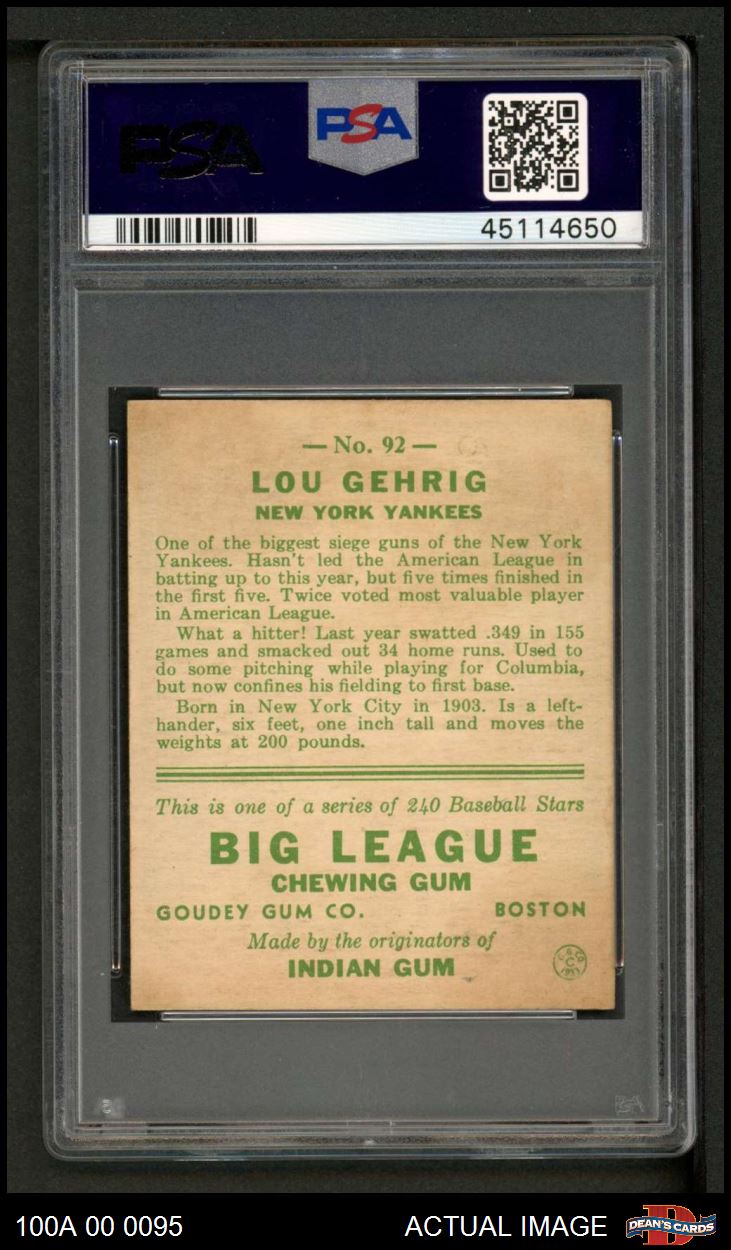 PSA
PSA
45114650
— No. 92 —
LOU GEHRIG
NEW YORK YANKEES
One of the biggest siege guns of the New York
Yankees. Hasn't led the American League in
batting up to this year, but five times finished in
the first five. Twice voted most valuable player
in American League.
What a hitter! Last year swatted .349 in 155
games and smacked out 34 home runs. Used to
do some pitching while playing for Columbia,
but now confines his fielding to first base.
Born in New York City in 1903. Is a left-
hander, six feet, one inch tall and moves the
weights at 200 pounds.
This is one of a series of 240 Baseball Stars
BIG LEAGUE
CHEWING GUM
GOUDEY GUM CO. BOSTON
Made by the originators of
INDIAN GUM
PSA
100A 00 0095 ACTUAL IMAGE DEAN'S CARDS